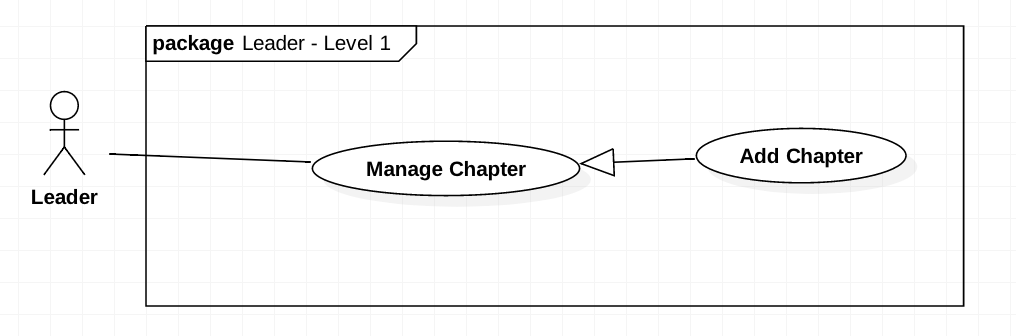 package Leader - Level 1
Leader
Manage Chapter
Add Chapter